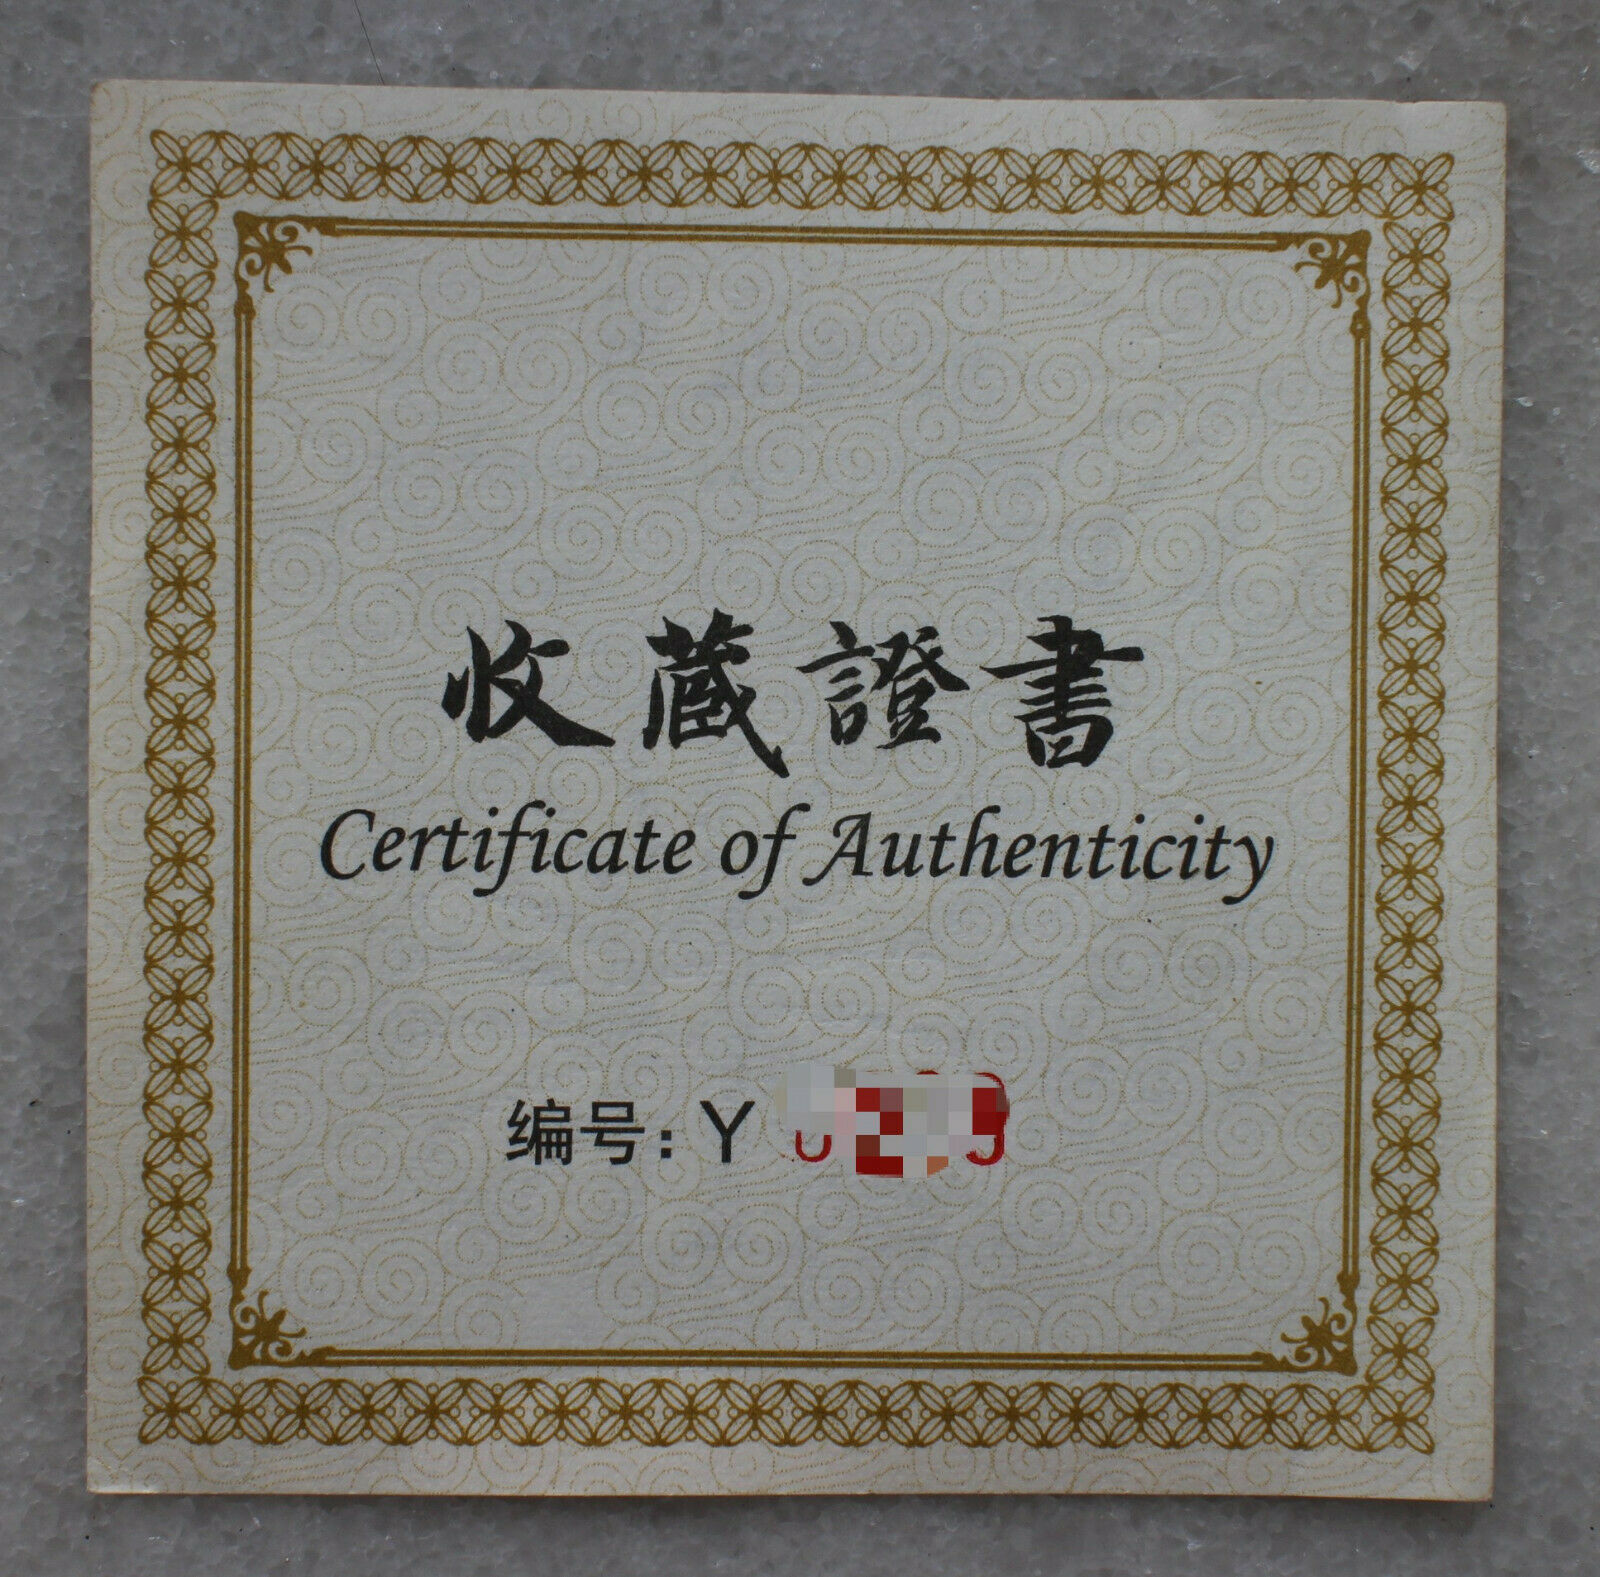 收藏證書
Certificate of Authenticity
编号: Y